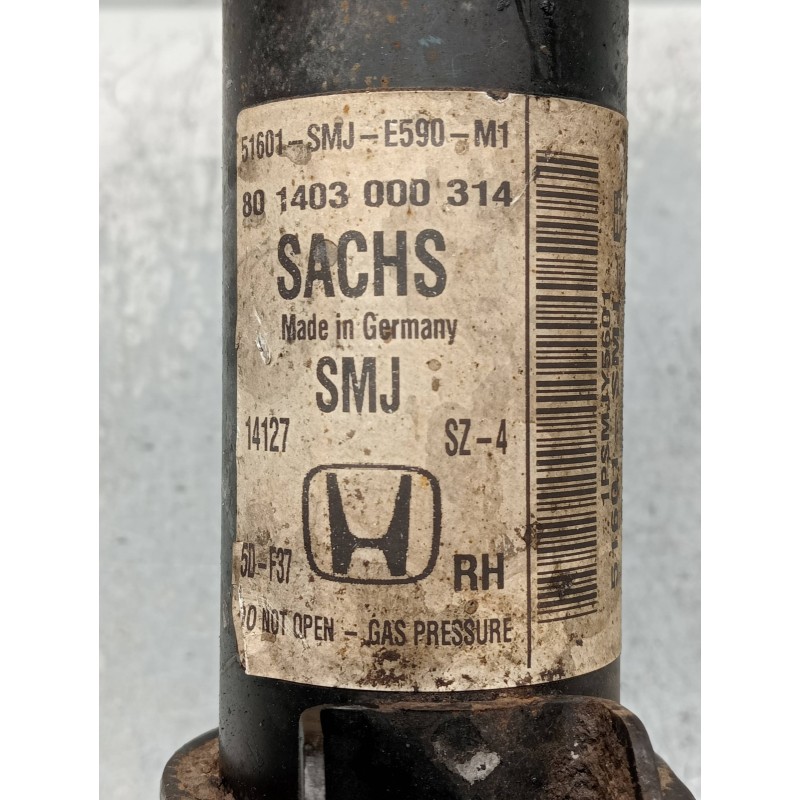 51601-SMJ-E590-M1
80 1403 000 314
SACHS
Made in Germany
SMJ
14127 SZ-4
5D-F37 RH
DO NOT OPEN - GAS PRESSURE
1PSMJY5601